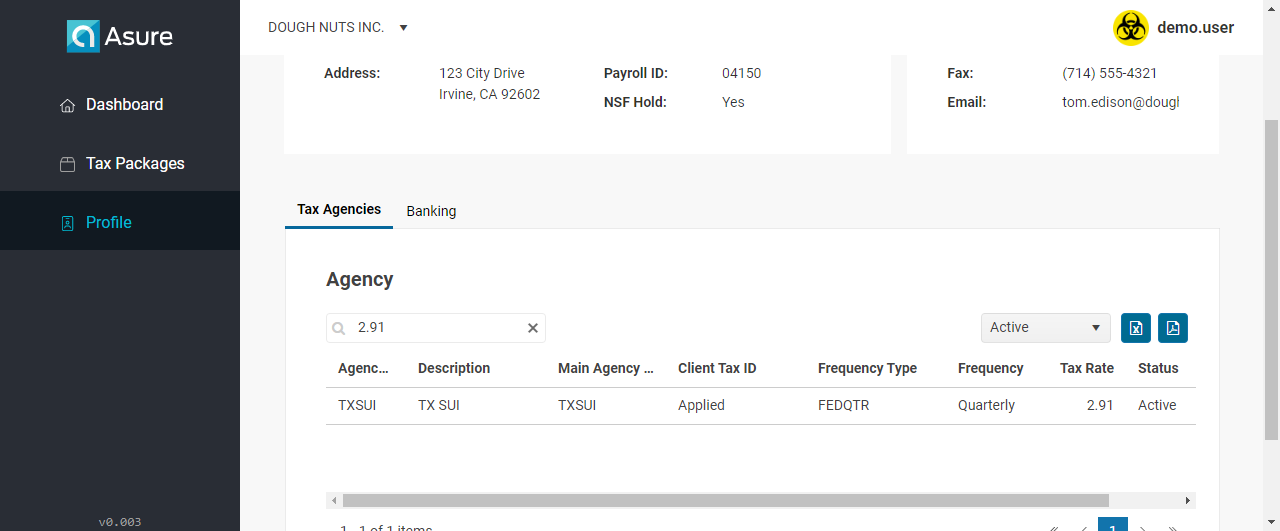 Asure
Dashboard
Tax Packages
Profile
v0.003
DOUGH NUTS INC.
demo.user
Address: 123 City Drive
Irvine, CA 92602
Payroll ID: 04150
NSF Hold: Yes
Fax: (714) 555-4321
Email: tom.edison@dough
Tax Agencies Banking
Agency
2.91
Active
Agenc... Description Main Agency ... Client Tax ID Frequency Type Frequency Tax Rate Status
TXSUI TX SUI TXSUI Applied FEDQTR Quarterly 2.91 Active
1 - 1 of 1 items
1